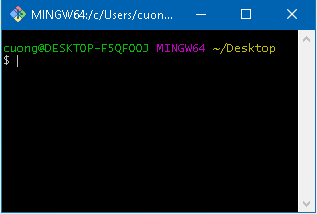 MINGW64:/c/Users/cuon...
cuong@DESKTOP-F5QFOOJ MINGW64 ~/Desktop
$